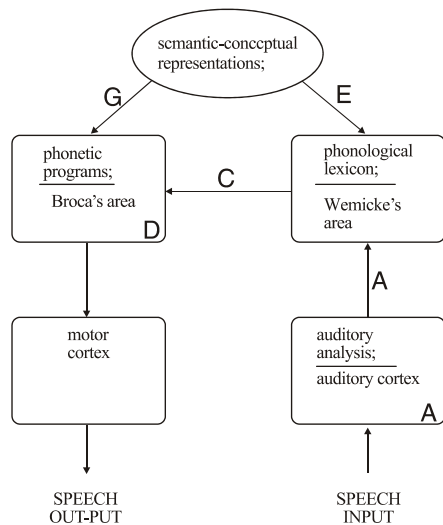 semantic-conceptual
representations;
G
E
phonetic
programs;
Broca's area
D
C
phonological
lexicon;
Wemicke's
area
A
motor
cortex
auditory
analysis;
auditory cortex
A
SPEECH
OUT-PUT
SPEECH
INPUT